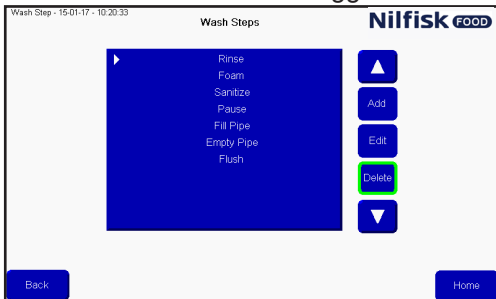 Wash Step - 15-01-17 - 10:20:33
Wash Steps
Nilfisk FOOD
Rinse
Foam
Sanitize
Pause
Fill Pipe
Empty Pipe
Flush
Add
Edit
Delete
Back
Home